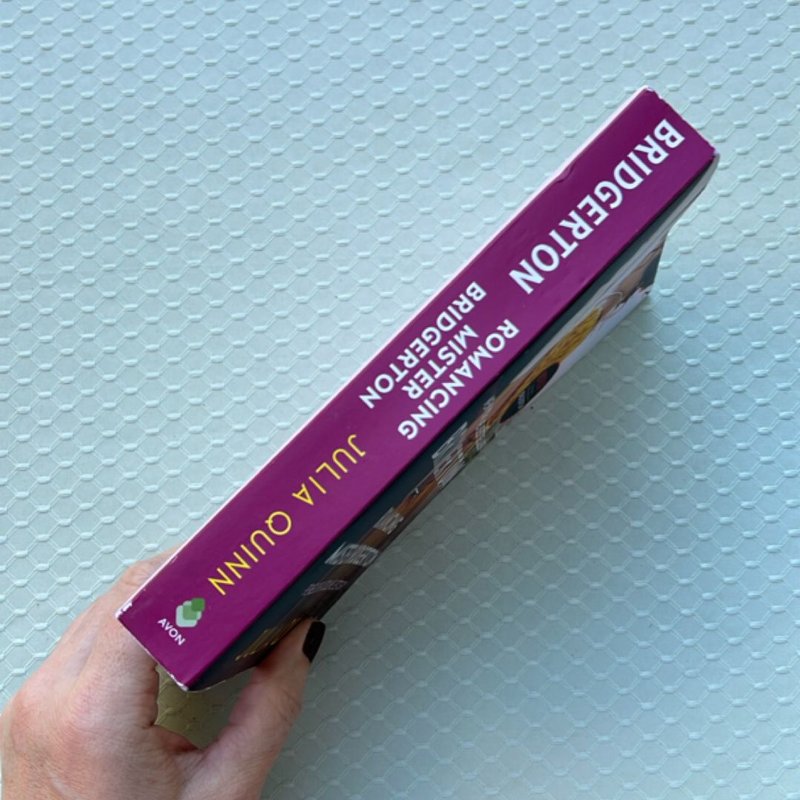 BRIDGERTON
ROMANCING
MISTER
BRIDGERTON
JULIA QUINN
AVON